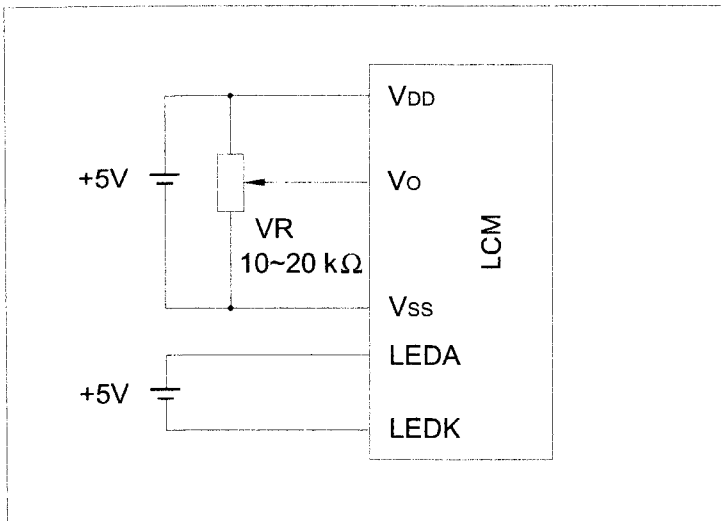 VDD
+5V
VO
VR
10~20 kΩ
LCM
VSS
LEDA
+5V
LEDK